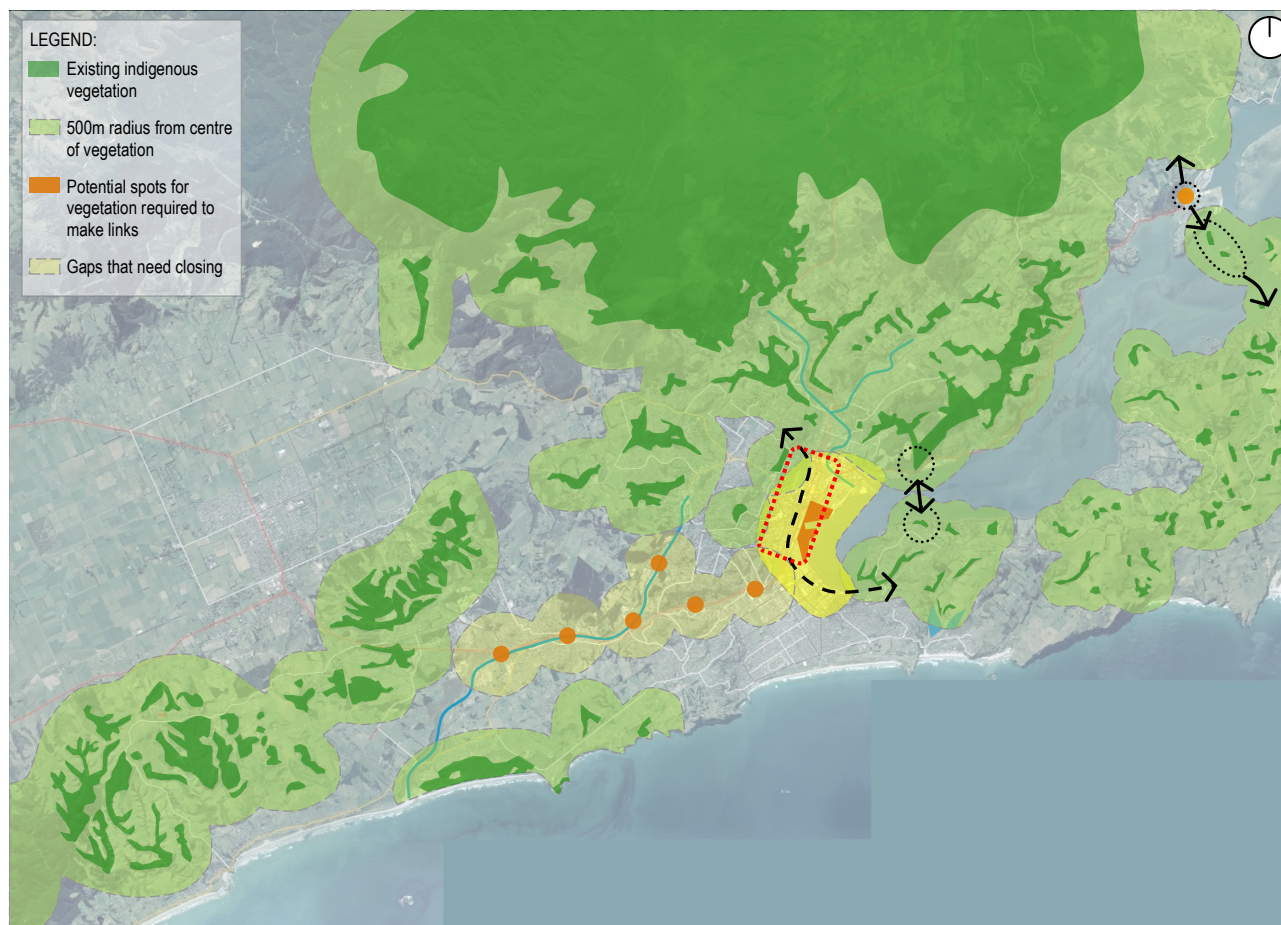 LEGEND:
Existing indigenous
vegetation
500m radius from centre
of vegetation
Potential spots for
vegetation required to
make links
Gaps that need closing